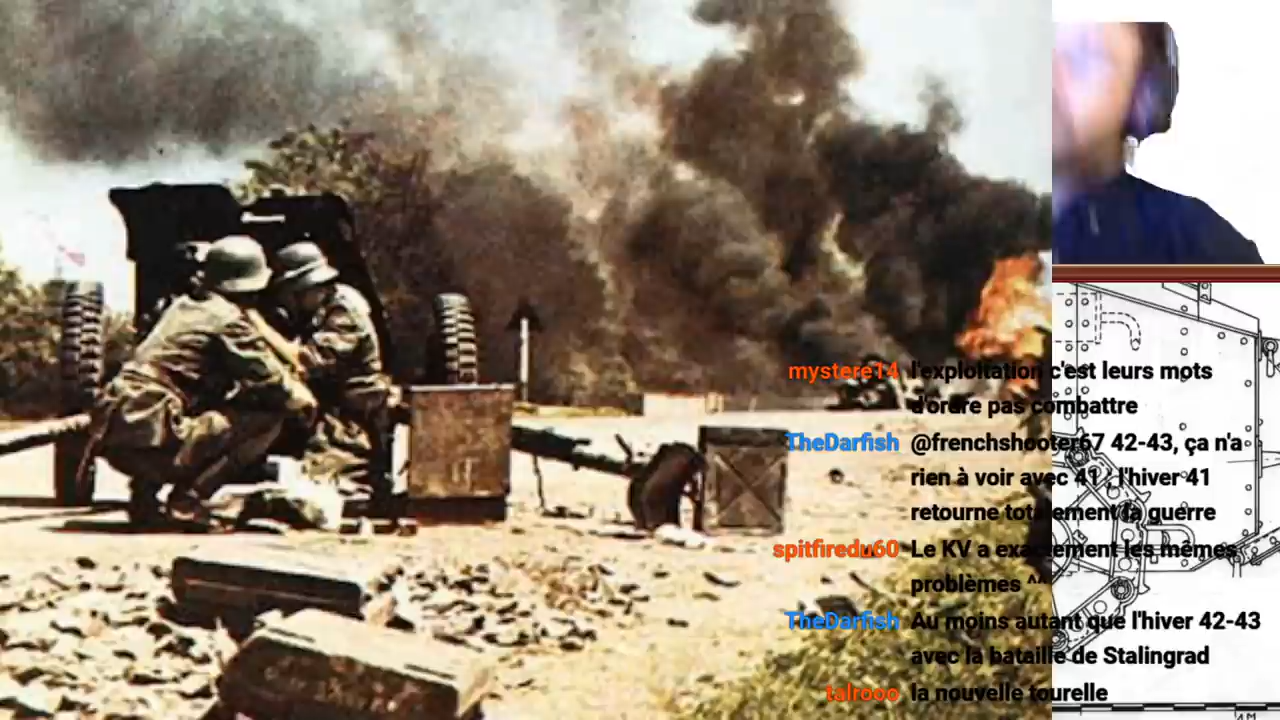 mystere14 l'exploitation c'est leurs mots
d'ordre pas combattre
TheDarfish @frenchshooter67 42-43, ça n'a
rien à voir avec 41 ; l'hiver 41
retourne totalement la guerre
spitfiredu60 Le KV a exactement les mêmes
problèmes ^^
TheDarfish Au moins autant que l'hiver 42-43
avec la bataille de Stalingrad
talrooo la nouvelle tourelle
4 M